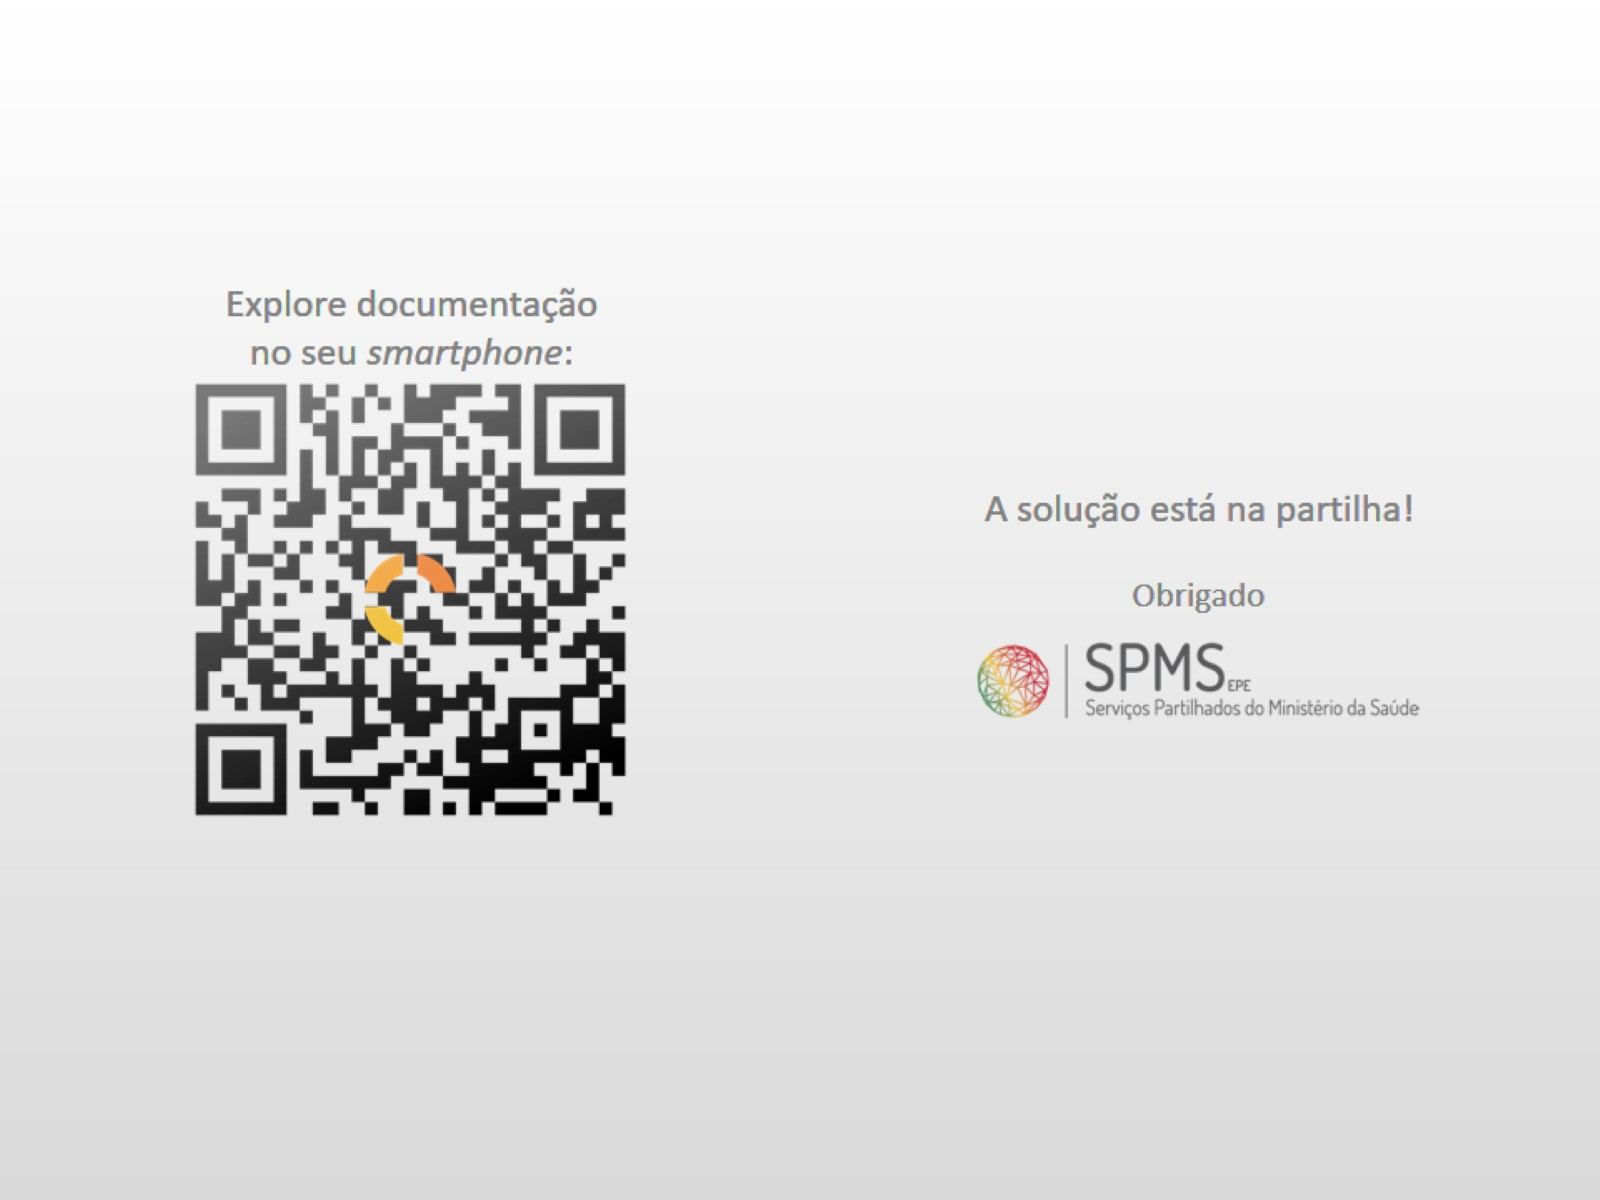 Explore documentação
no seu smartphone:
A solução está na partilha!
Obrigado
SPMS EPE
Serviços Partilhados do Ministério da Saúde